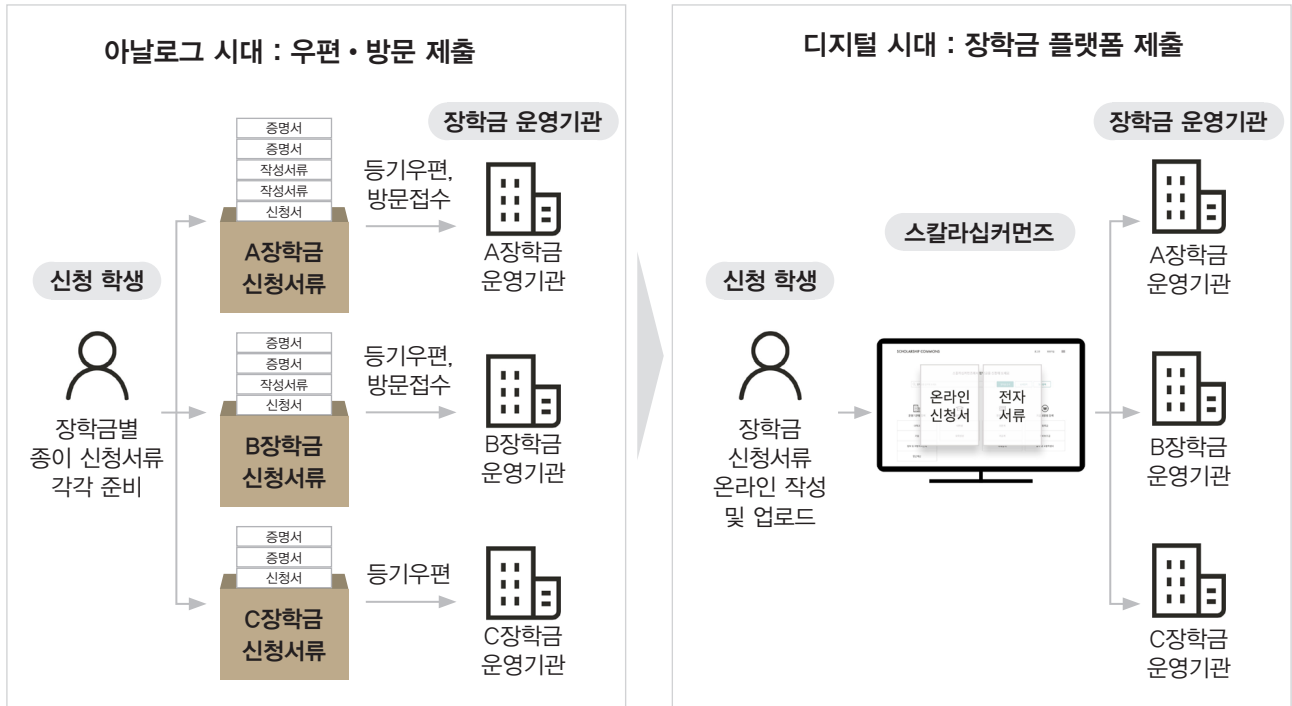 아날로그 시대 : 우편 • 방문 제출
장학금 운영기관
신청 학생
장학금별
종이 신청서류
각각 준비
증명서
증명서
작성서류
작성서류
신청서
A장학금
신청서류
등기우편,
방문접수
A장학금
운영기관
증명서
증명서
작성서류
신청서
B장학금
신청서류
등기우편,
방문접수
B장학금
운영기관
증명서
증명서
신청서
C장학금
신청서류
등기우편
C장학금
운영기관
디지털 시대 : 장학금 플랫폼 제출
장학금 운영기관
스칼라십커먼즈
신청 학생
장학금
신청서류
온라인 작성
및 업로드
SCHOLARSHIP COMMONS
온라인
신청서
전자
서류
A장학금
운영기관
B장학금
운영기관
C장학금
운영기관